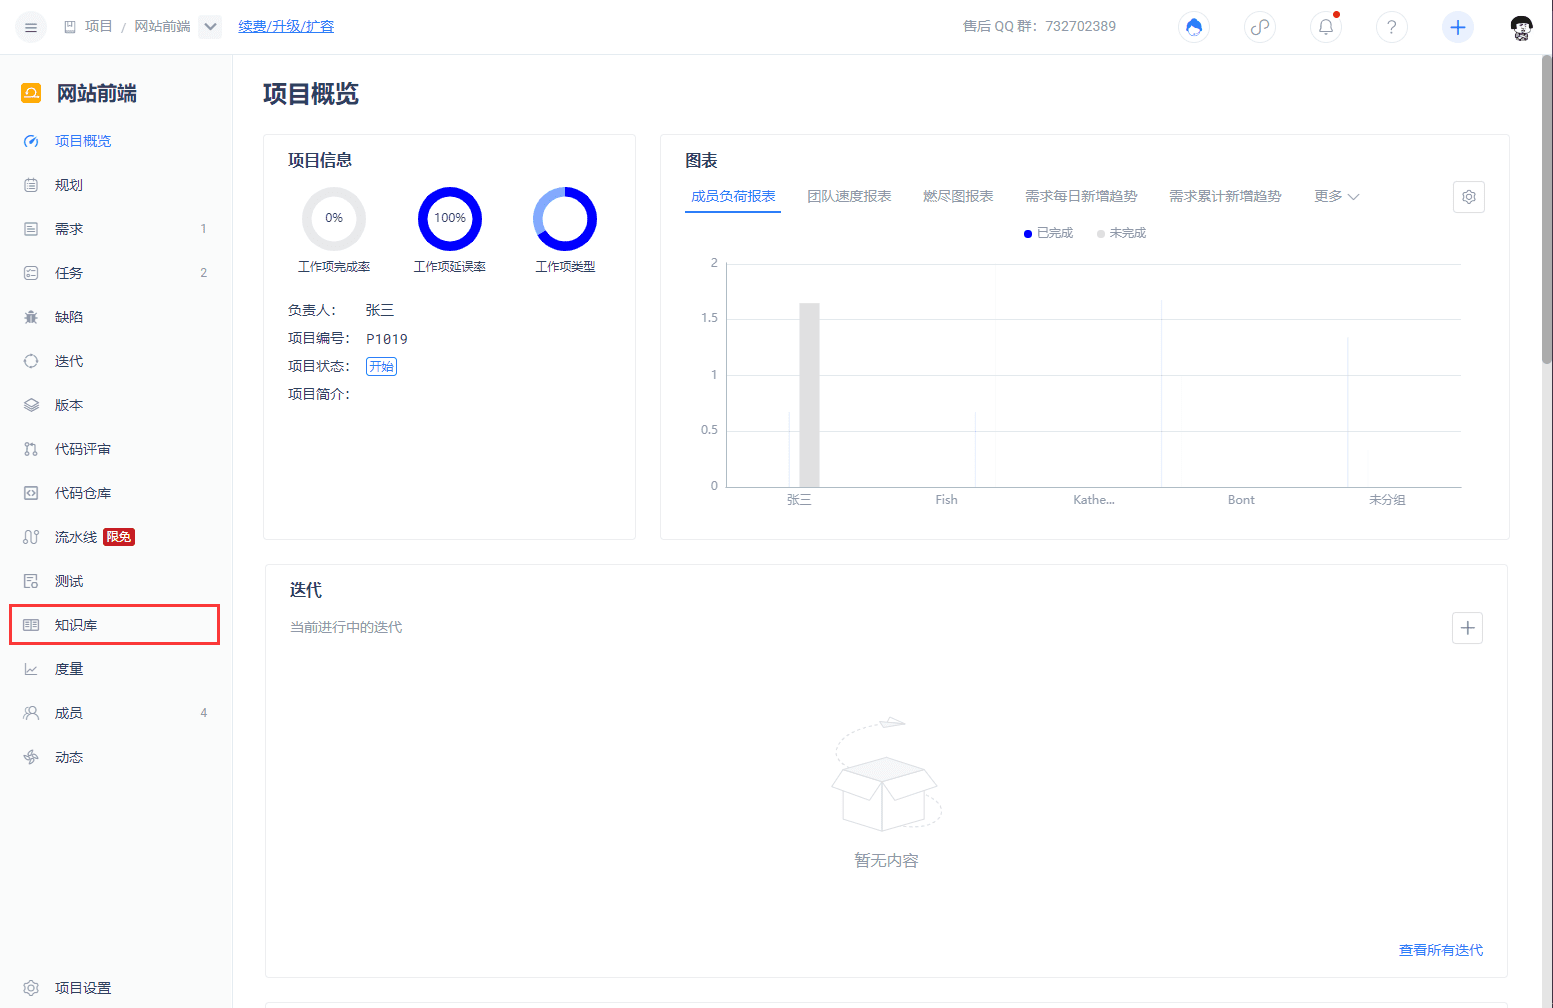 项目 / 网站前端 续费/升级/扩容 售后 QQ 群：732702389
网站前端
项目概览
规划
需求 1
任务 2
缺陷
迭代
版本
代码评审
代码仓库
流水线 限免
测试
知识库
度量
成员 4
动态
项目设置
项目概览
项目信息
0% 100%
工作项完成率 工作项延误率 工作项类型
负责人： 张三
项目编号： P1019
项目状态： 开始
项目简介：
图表
成员负荷报表 团队速度报表 燃尽图报表 需求每日新增趋势 需求累计新增趋势 更多
已完成 未完成
2
1.5
1
0.5
0
张三 Fish Kathe... Bont 未分组
迭代
当前进行中的迭代
暂无内容
查看所有迭代